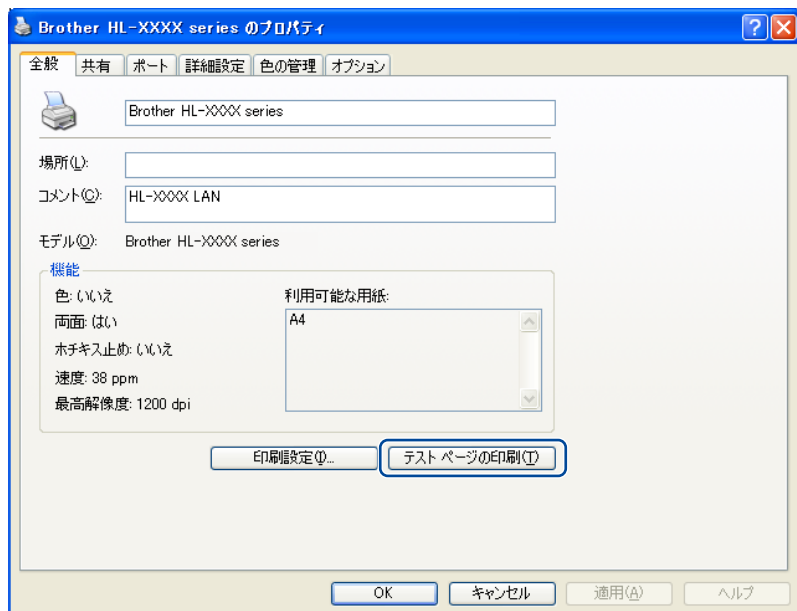 Brother HL-XXXX series のプロパティ
全般 共有 ポート 詳細設定 色の管理 オプション
Brother HL-XXXX series
場所(L):
コメント(C): HL-XXXX LAN
モデル(O): Brother HL-XXXX series
機能
色: いいえ
両面: はい
ホチキス止め: いいえ
速度: 38 ppm
最高解像度: 1200 dpi
利用可能な用紙:
A4
印刷設定(I)... テスト ページの印刷(T)
OK キャンセル 適用(A) ヘルプ